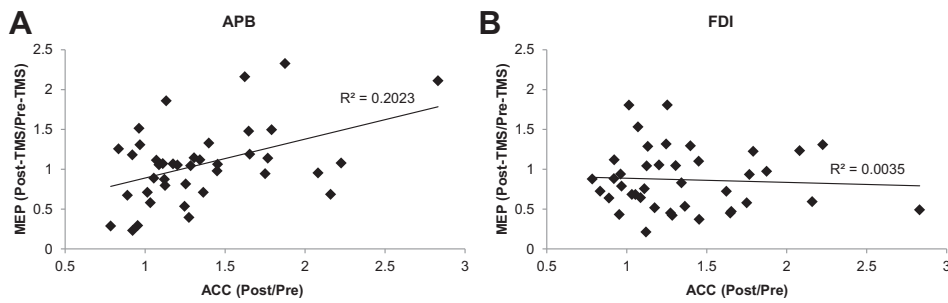 A
APB
MEP (Post-TMS/Pre-TMS)
2.5
2
1.5
1
0.5
0
R² = 0.2023
0.5 1 1.5 2 2.5 3
ACC (Post/Pre)
B
FDI
MEP (Post-TMS/Pre-TMS)
2.5
2
1.5
1
0.5
0
R² = 0.0035
0.5 1 1.5 2 2.5 3
ACC (Post/Pre)